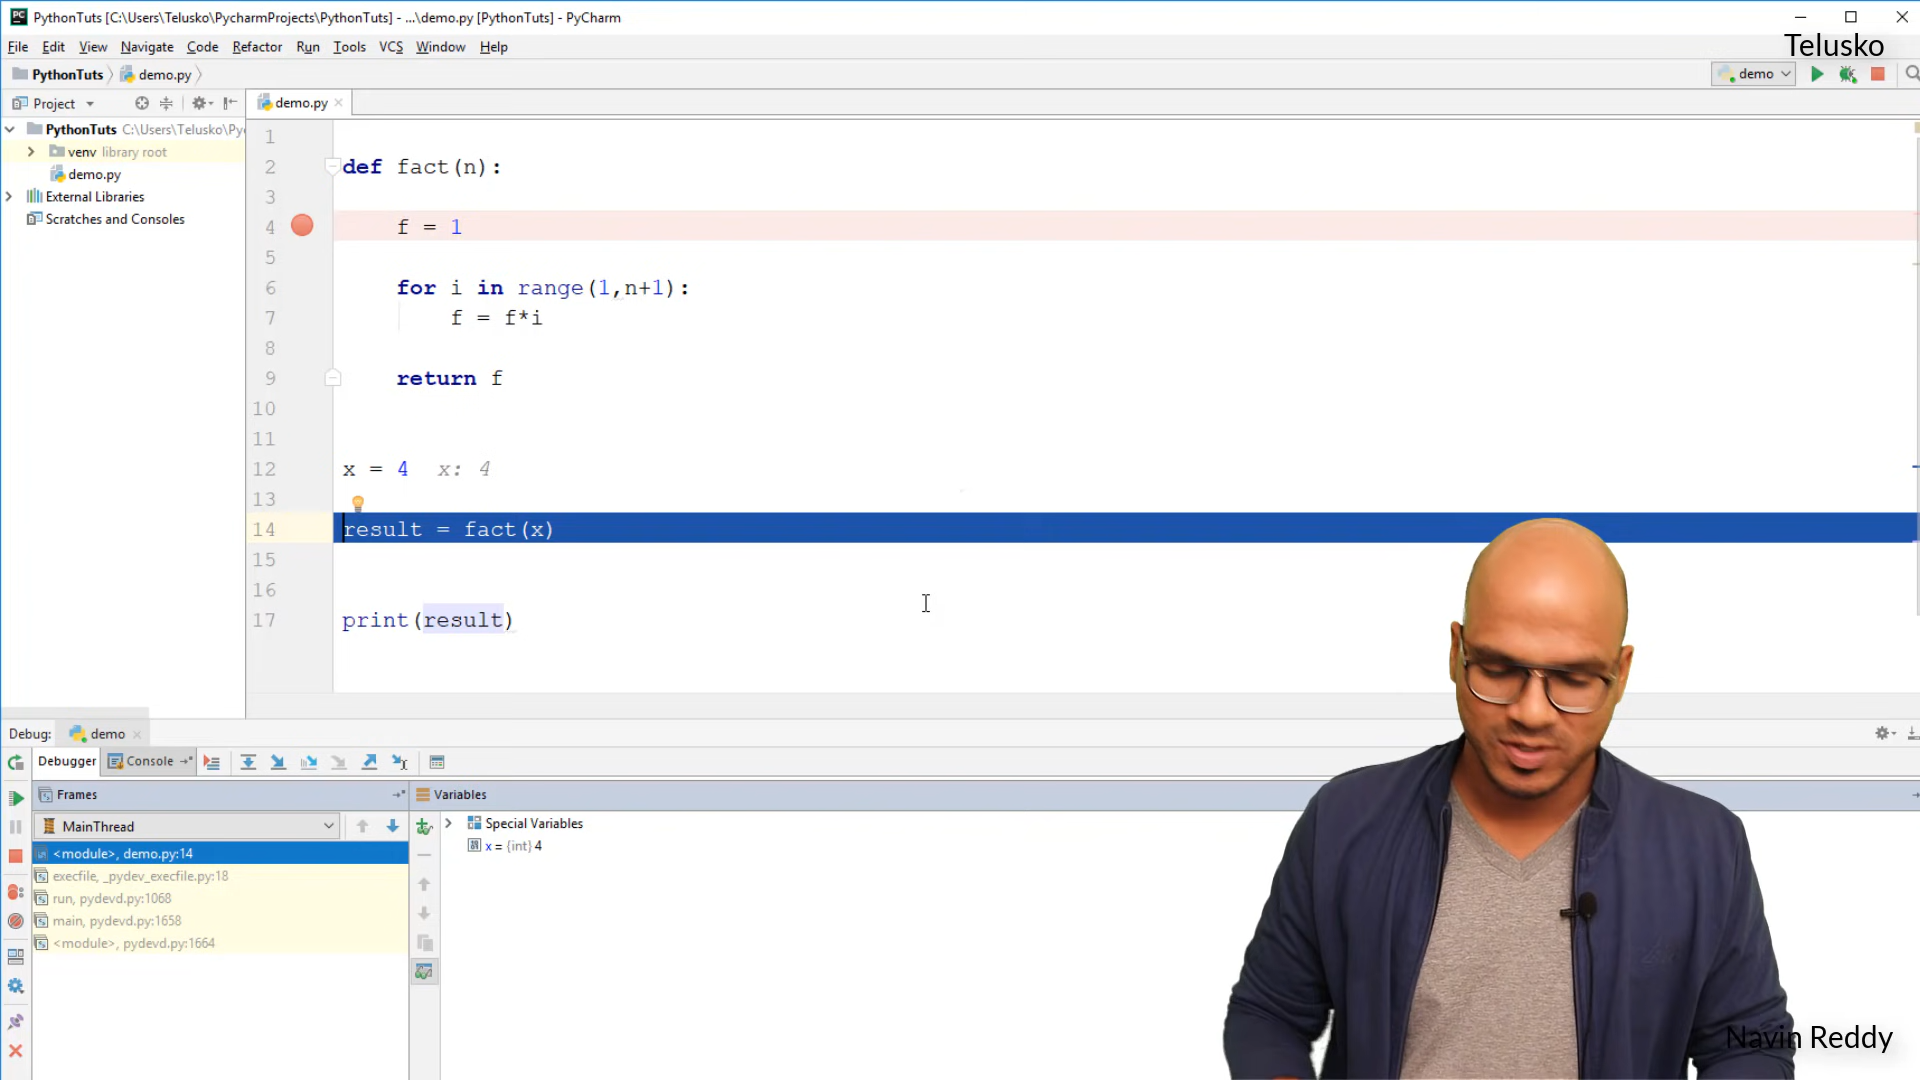 PythonTuts [C:\Users\Telusko\PycharmProjects\PythonTuts] - ...\demo.py [PythonTuts] - PyCharm
File Edit View Navigate Code Refactor Run Tools VCS Window Help
Telusko
PythonTuts demo.py
demo
Project
demo.py
PythonTuts C:\Users\Telusko\Py
venv library root
demo.py
External Libraries
Scratches and Consoles
1
2 def fact(n):
3
4 f = 1
5
6 for i in range(1,n+1):
7 f = f*i
8
9 return f
10
11
12 x = 4 x: 4
13
14 result = fact(x)
15
16
17 print(result)
Debug: demo
Debugger Console
Frames
Variables
MainThread
Special Variables
x = {int} 4
<module>, demo.py:14
execfile, _pydev_execfile.py:18
run, pydevd.py:1068
main, pydevd.py:1658
<module>, pydevd.py:1664
Navin Reddy